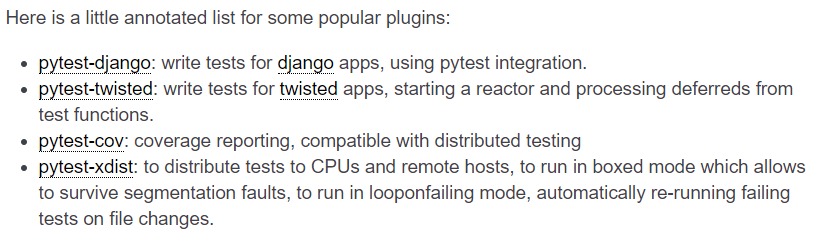 Here is a little annotated list for some popular plugins:
• pytest-django: write tests for django apps, using pytest integration.
• pytest-twisted: write tests for twisted apps, starting a reactor and processing deferreds from
test functions.
• pytest-cov: coverage reporting, compatible with distributed testing
• pytest-xdist: to distribute tests to CPUs and remote hosts, to run in boxed mode which allows
to survive segmentation faults, to run in looponfailing mode, automatically re-running failing
tests on file changes.